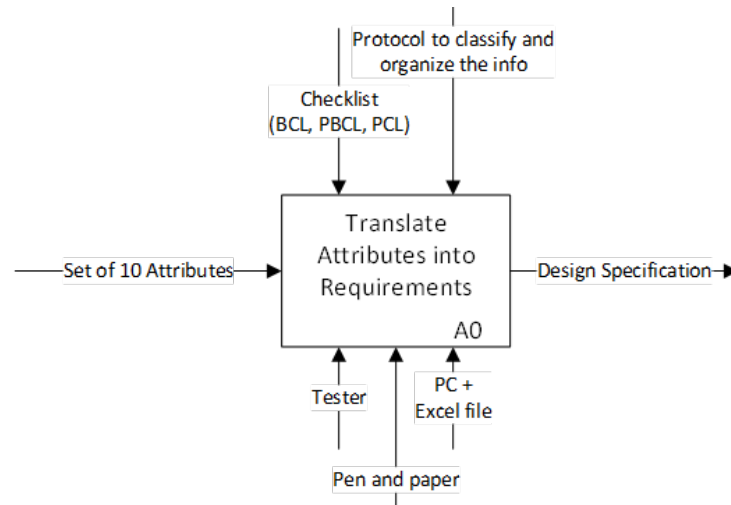 Protocol to classify and
organize the info
Checklist
(BCL, PBCL, PCL)
Translate
Attributes into
Requirements
A0
Set of 10 Attributes
Design Specification
Tester
PC +
Excel file
Pen and paper